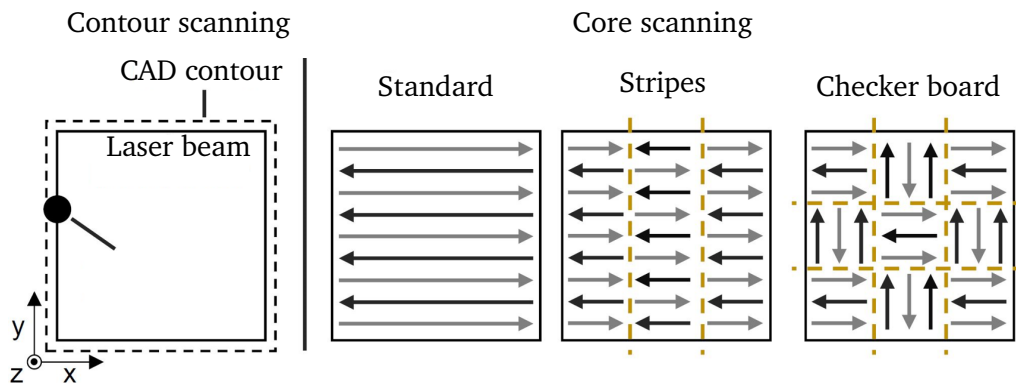 Contour scanning
Core scanning
CAD contour
Standard
Stripes
Checker board
Laser beam
y
z
x